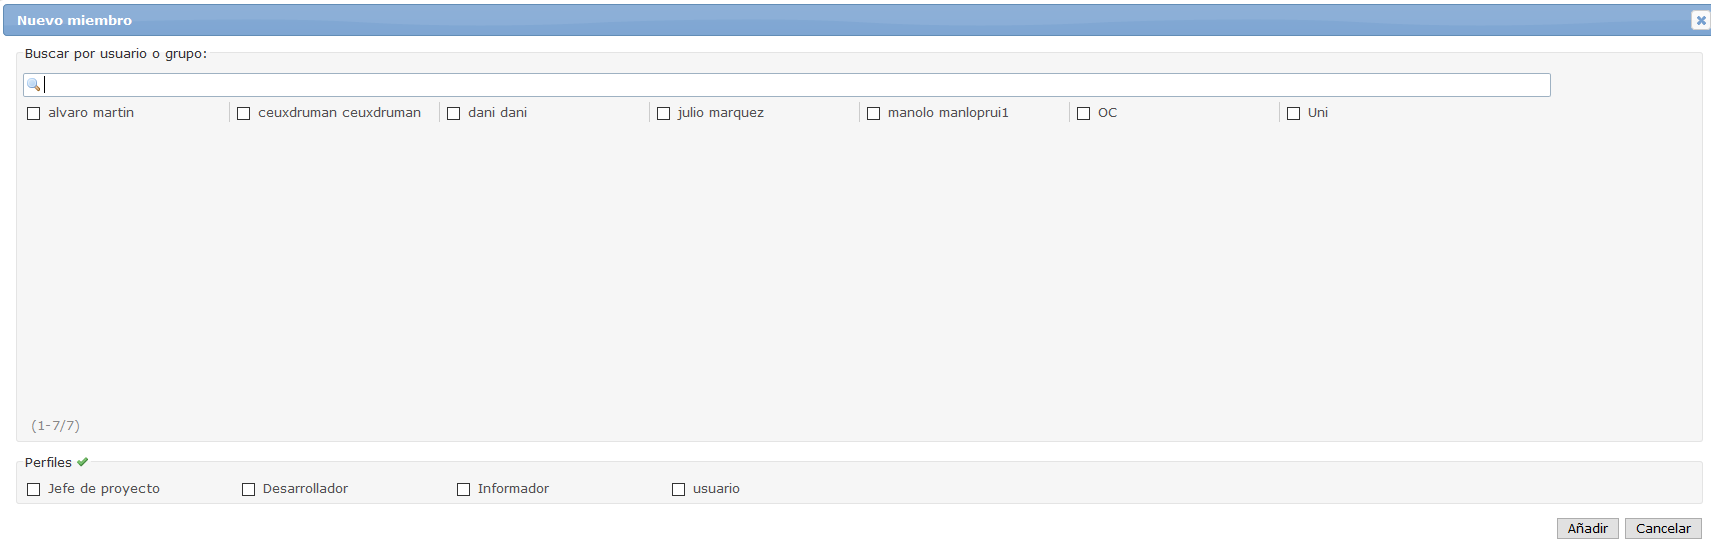 Nuevo miembro
Buscar por usuario o grupo:
alvaro martin ceuxdruman ceuxdruman dani dani julio marquez manolo manloprui1 OC Uni
(1-7/7)
Perfiles
Jefe de proyecto Desarrollador Informador usuario
Añadir Cancelar